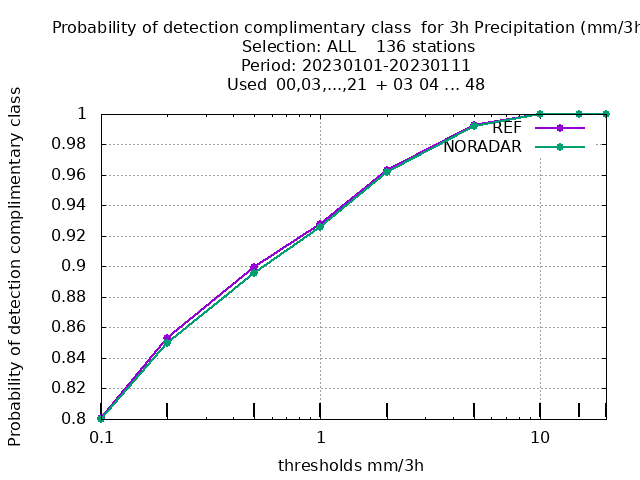 Probability of detection complimentary class for 3h Precipitation (mm/3h
Selection: ALL 136 stations
Period: 20230101-20230111
Used 00,03,...,21 + 03 04 ... 48
Probability of detection complimentary class
1
0.98
0.96
0.94
0.92
0.9
0.88
0.86
0.84
0.82
0.8
REF
NORADAR
0.1 1 10
thresholds mm/3h